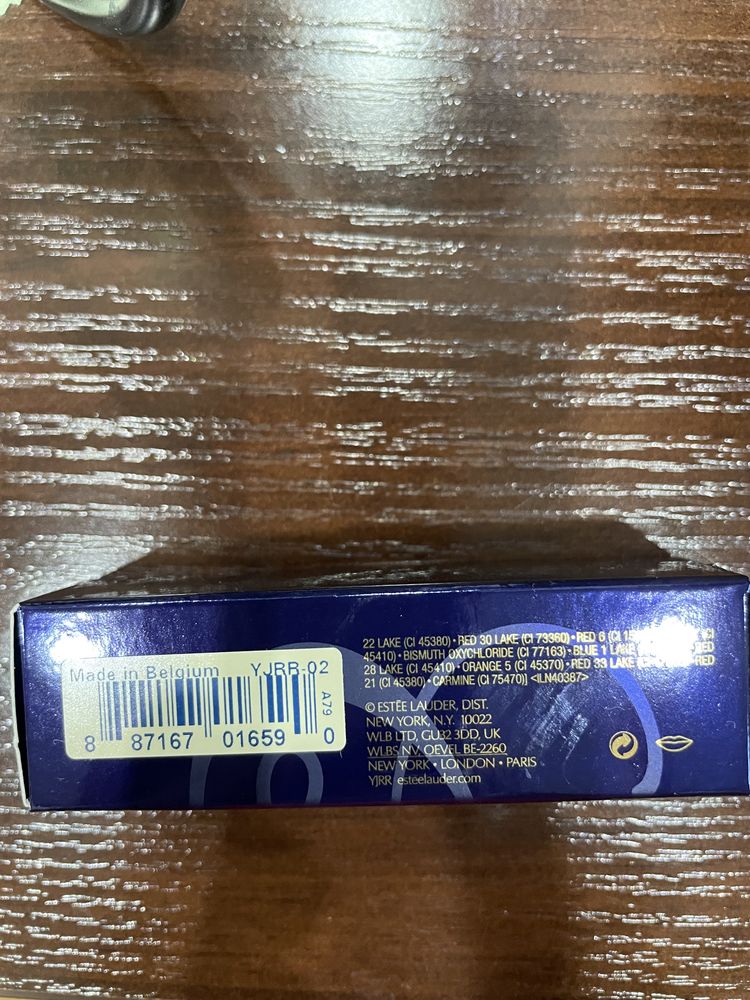 Made in Belgium YJRR-02
A79
8 87167 01659 0
22 LAKE (CI 45380) • RED 30 LAKE (CI 73360) • RED 6 (CI
45410) • BISMUTH OXYCHLORIDE (CI 77163) • BLUE 1 LAKE RED
28 LAKE (CI 45410) • ORANGE 5 (CI 45370) • RED 33 LAKE RED
21 (CI 45380) • CARMINE (CI 75470)] <ILN40387>
© ESTÉE LAUDER, DIST.
NEW YORK, N.Y. 10022
WLB LTD, GU32 3DD, UK
WLBS NV. OEVEL BE-2260
NEW YORK • LONDON • PARIS
YJRR esteelauder.com